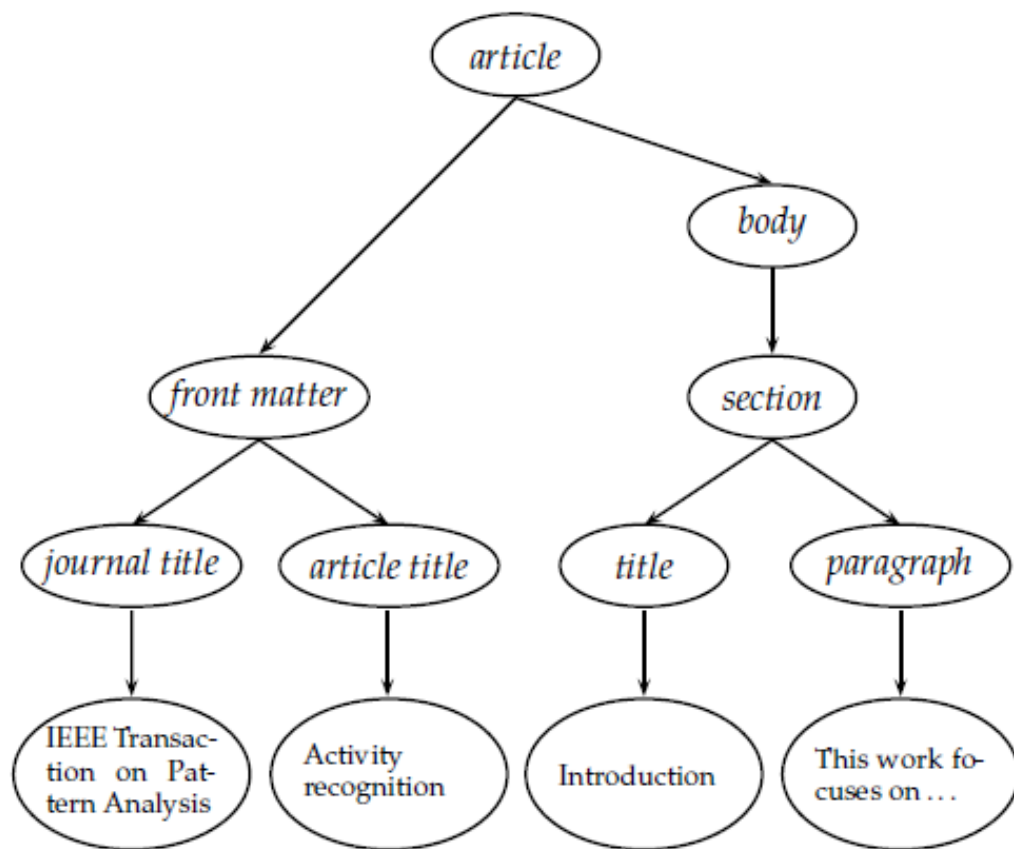 article
body
front matter
section
journal title
article title
title
paragraph
IEEE Transac-
tion on Pat-
tern Analysis
Activity
recognition
Introduction
This work fo-
cuses on ...